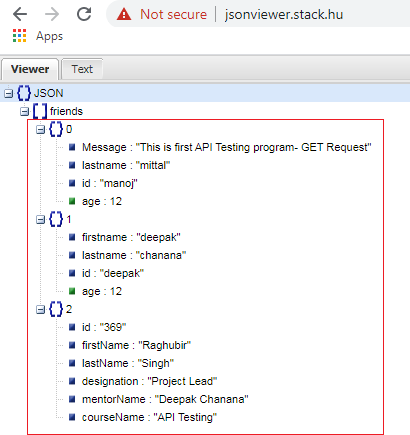 Not secure | jsonviewer.stack.hu
Apps
Viewer Text
JSON
friends
0
Message : "This is first API Testing program- GET Request"
lastname : "mittal"
id : "manoj"
age : 12
1
firstname : "deepak"
lastname : "chanana"
id : "deepak"
age : 12
2
id : "369"
firstName : "Raghubir"
lastName : "Singh"
designation : "Project Lead"
mentorName : "Deepak Chanana"
courseName : "API Testing"